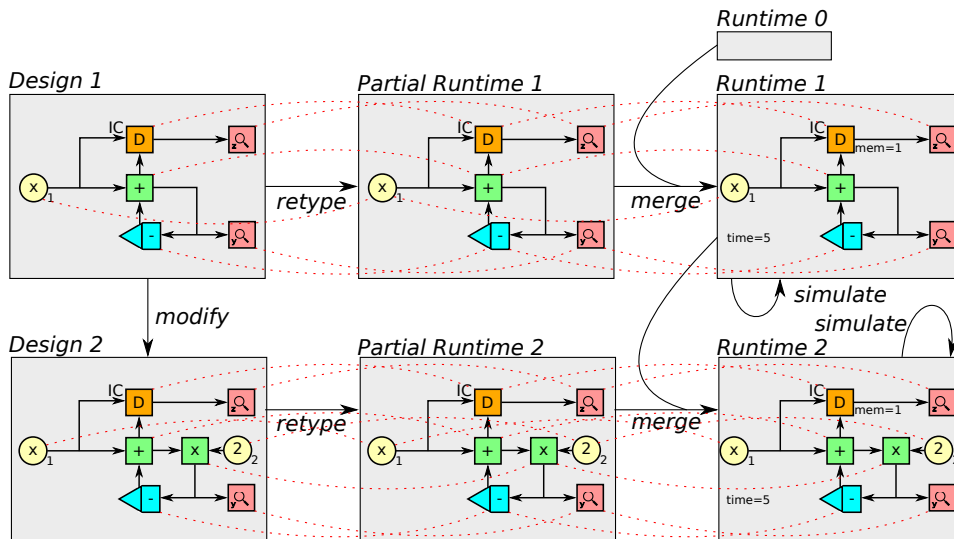 Runtime 0
Design 1
Partial Runtime 1
Runtime 1
IC D z
IC D z
IC D mem=1 z
x 1 +
x 1 +
x 1 +
retype
merge
- y
- y
time=5 - y
simulate
modify
simulate
Design 2
Partial Runtime 2
Runtime 2
IC D z
IC D z
IC D mem=1 z
retype
merge
x 1 + x 2 2
x 1 + x 2 2
x 1 + x 2 2
- y
- y
time=5 - y